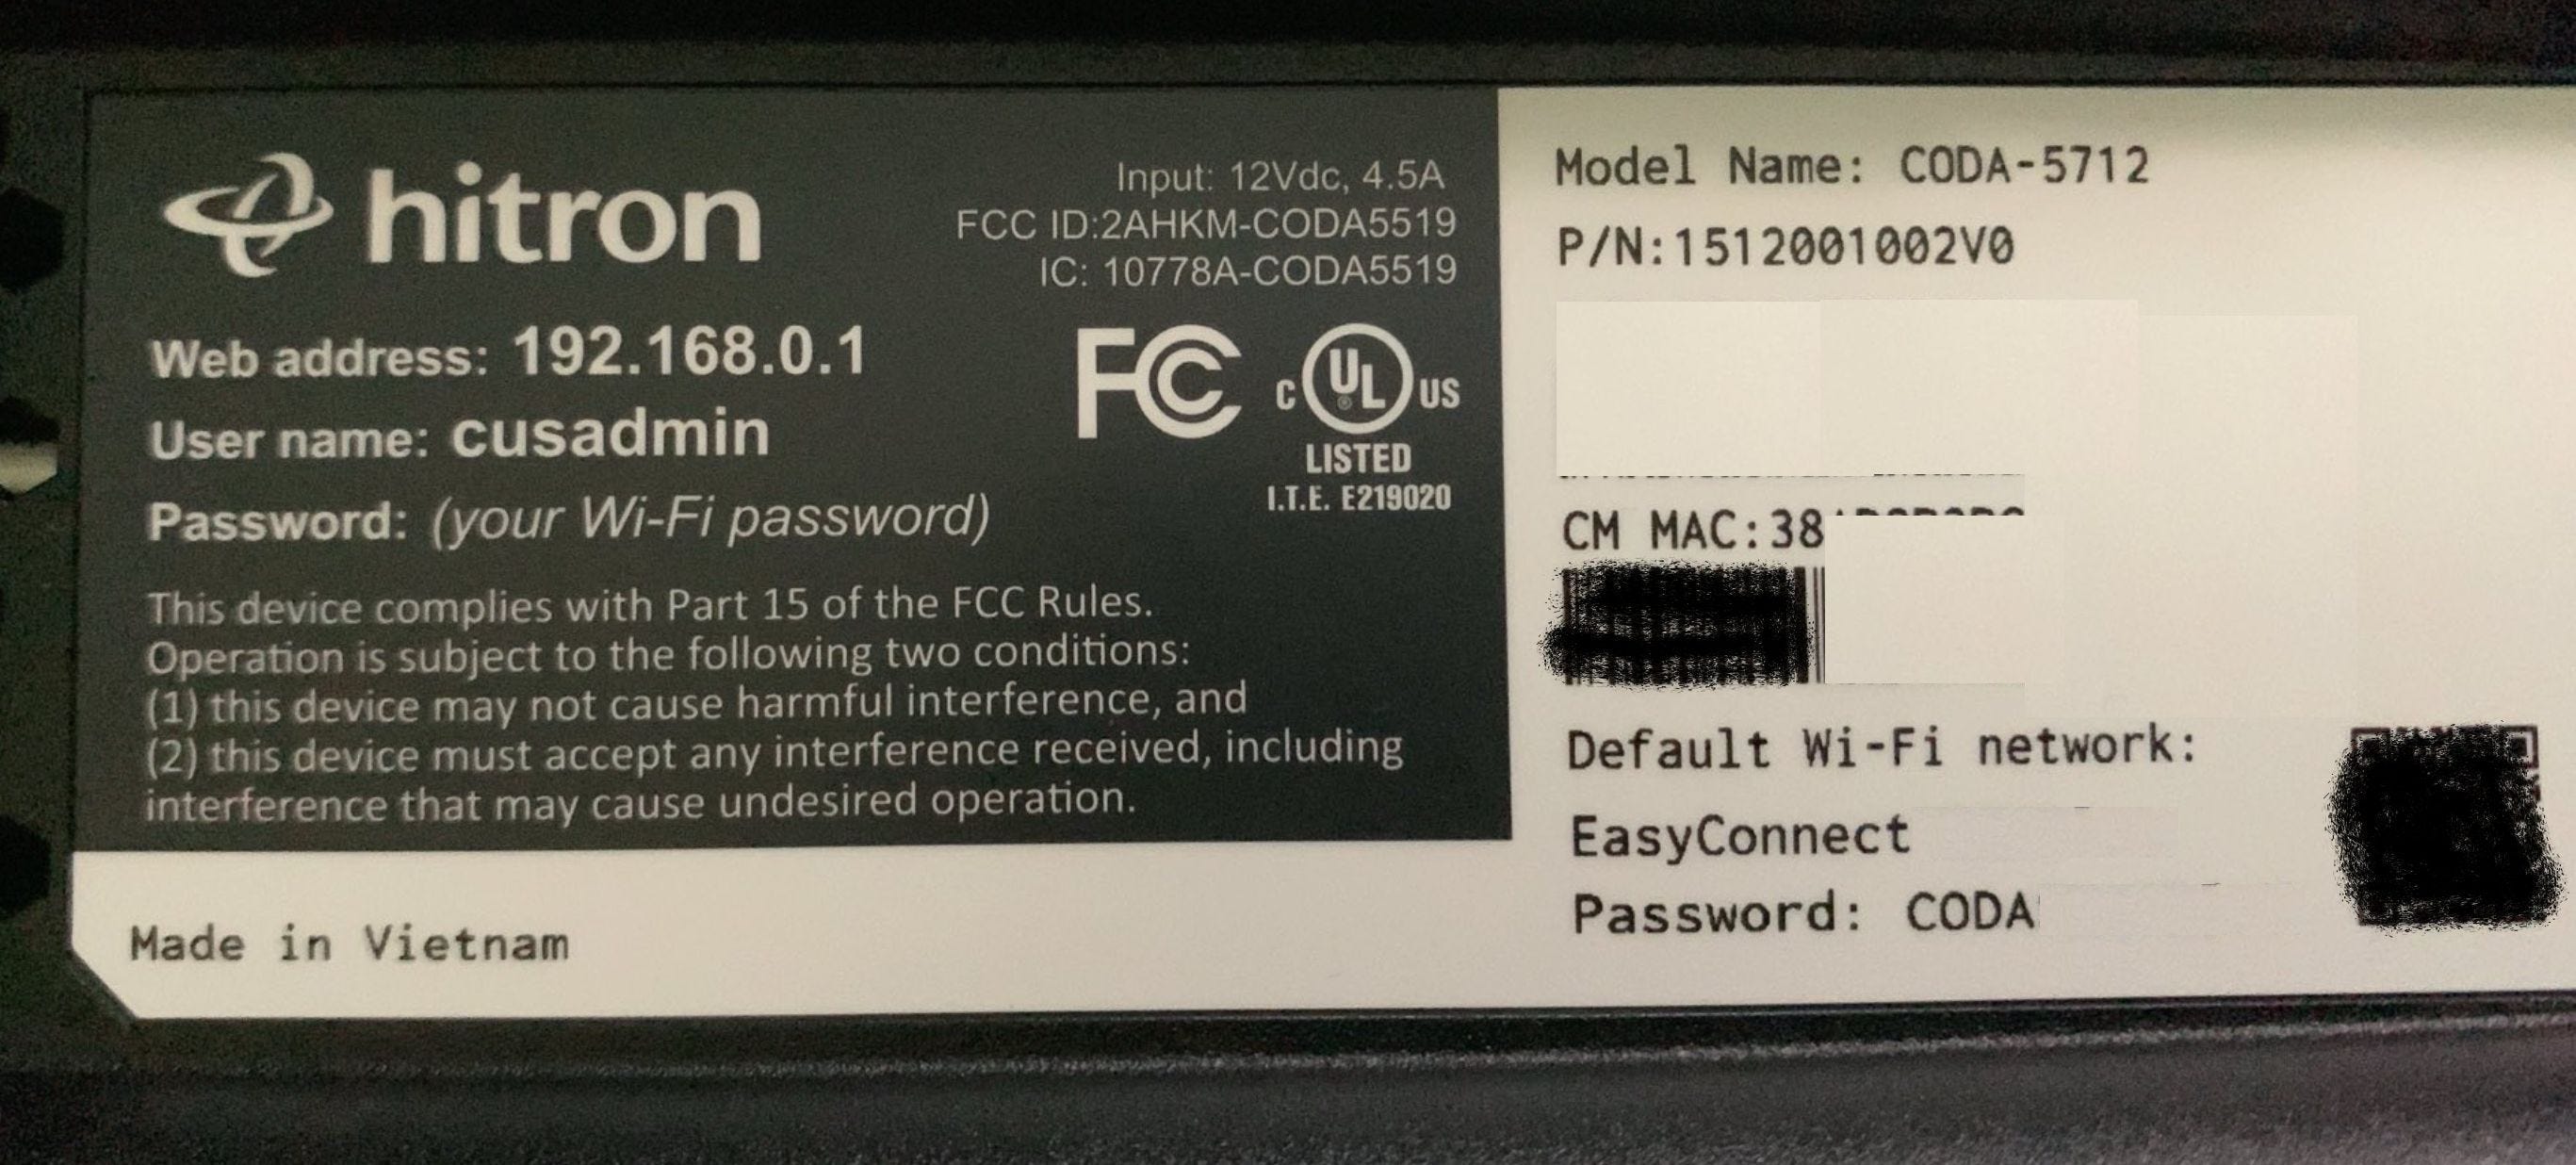 hitron
Input: 12Vdc, 4.5A
FCC ID:2AHKM-CODA5519
IC: 10778A-CODA5519
Web address: 192.168.0.1
User name: cusadmin
Password: (your Wi-Fi password)
FC
C UL ® US
LISTED
I.T.E. E219020
This device complies with Part 15 of the FCC Rules.
Operation is subject to the following two conditions:
(1) this device may not cause harmful interference, and
(2) this device must accept any interference received, including
interference that may cause undesired operation.
Made in Vietnam
Model Name: CODA-5712
P/N:1512001002V0
CM MAC:38
Default Wi-Fi network:
EasyConnect
Password: CODA